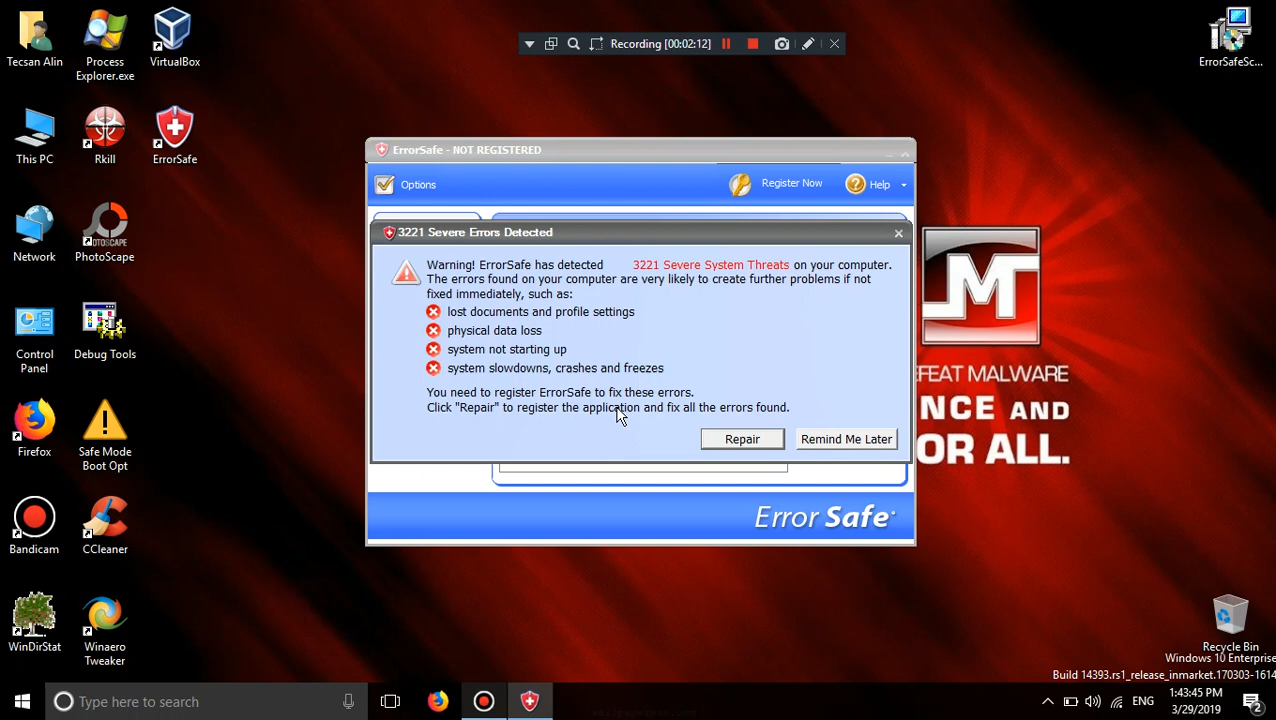 Tecsan Alin
Process
Explorer.exe
VirtualBox
Recording [00:02:12]
ErrorSafeSc...
This PC
Rkill
ErrorSafe
ErrorSafe - NOT REGISTERED
Options
Register Now
Help
3221 Severe Errors Detected
Warning! ErrorSafe has detected 3221 Severe System Threats on your computer.
The errors found on your computer are very likely to create further problems if not
fixed immediately, such as:
lost documents and profile settings
physical data loss
system not starting up
system slowdowns, crashes and freezes
You need to register ErrorSafe to fix these errors.
Click "Repair" to register the application and fix all the errors found.
Repair
Remind Me Later
Error Safe
Network
PHOTOSCAPE
PhotoScape
Control
Panel
Debug Tools
M
EFEAT MALWARE
NCE AND
OR ALL.
Firefox
Safe Mode
Boot Opt
Bandicam
CCleaner
WinDirStat
Winaero
Tweaker
Recycle Bin
Windows 10 Enterprise
Build 14393.rs1_release_inmarket.170303-1614
Type here to search
ENG
1:43:45 PM
3/29/2019
2